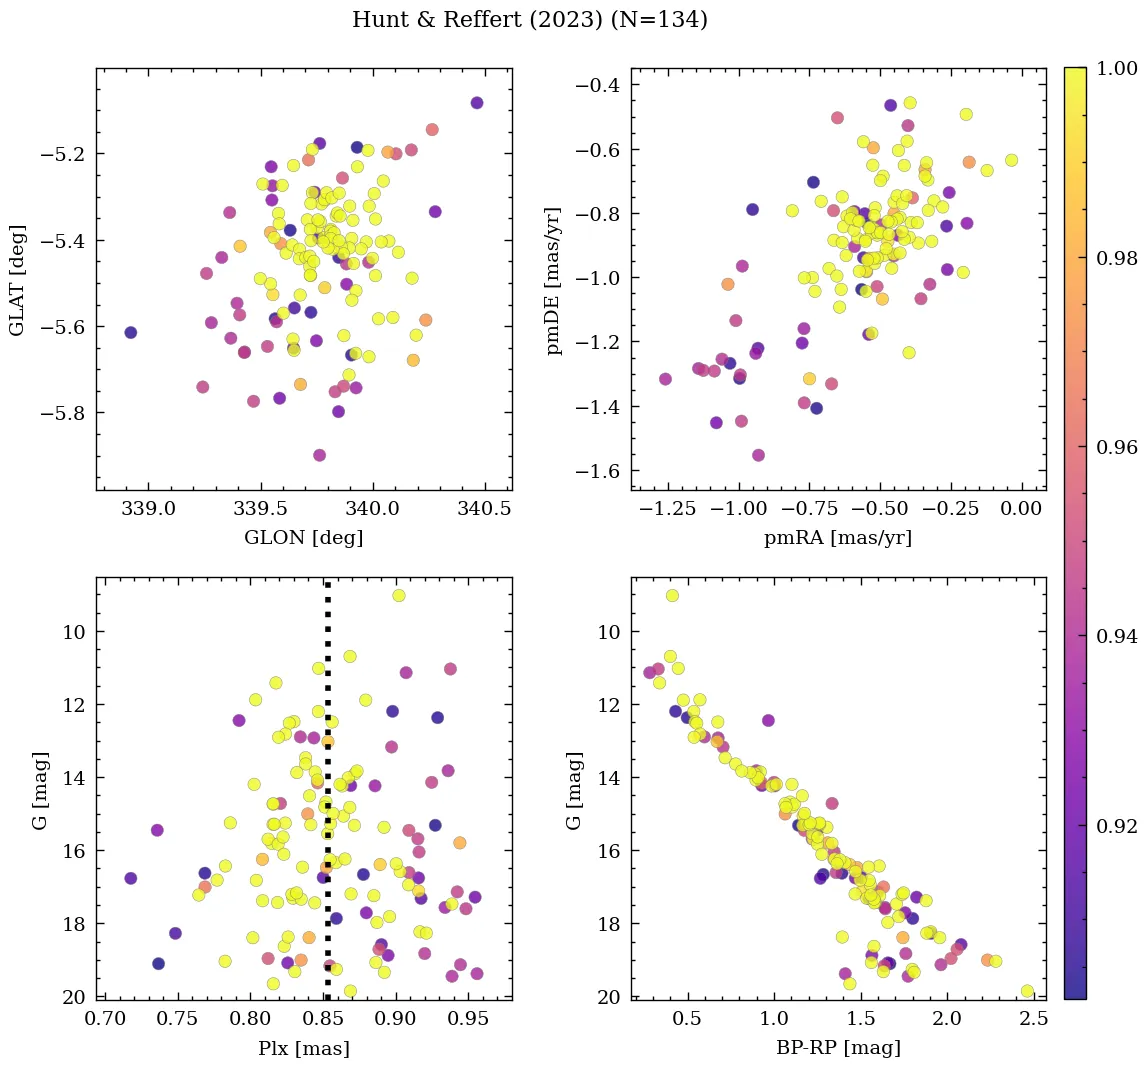 Hunt & Reffert (2023) (N=134)
−5.2
−5.4
−5.6
−5.8
GLAT [deg]
339.0 339.5 340.0 340.5
GLON [deg]
−0.4
−0.6
−0.8
−1.0
−1.2
−1.4
−1.6
pmDE [mas/yr]
−1.25 −1.00 −0.75 −0.50 −0.25 0.00
pmRA [mas/yr]
1.00
0.98
0.96
0.94
0.92
10
12
14
16
18
20
G [mag]
0.70 0.75 0.80 0.85 0.90 0.95
Plx [mas]
10
12
14
16
18
20
G [mag]
0.5 1.0 1.5 2.0 2.5
BP-RP [mag]